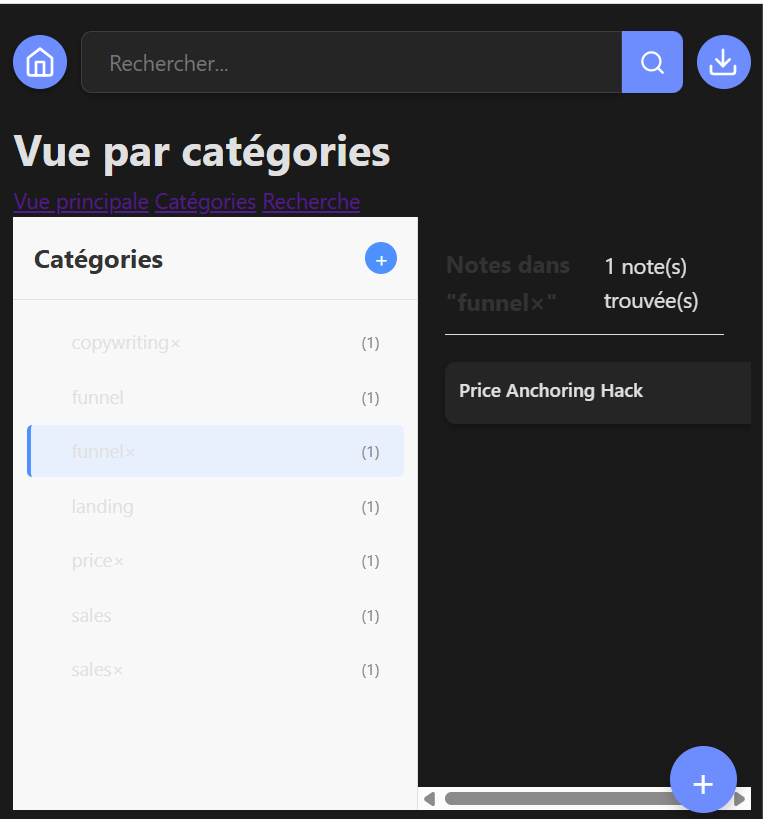 Rechercher...
Vue par catégories
Vue principale Catégories Recherche
Catégories
+
copywriting× (1)
funnel (1)
funnel× (1)
landing (1)
price× (1)
sales (1)
sales× (1)
Notes dans
"funnel×"
1 note(s)
trouvée(s)
Price Anchoring Hack
+